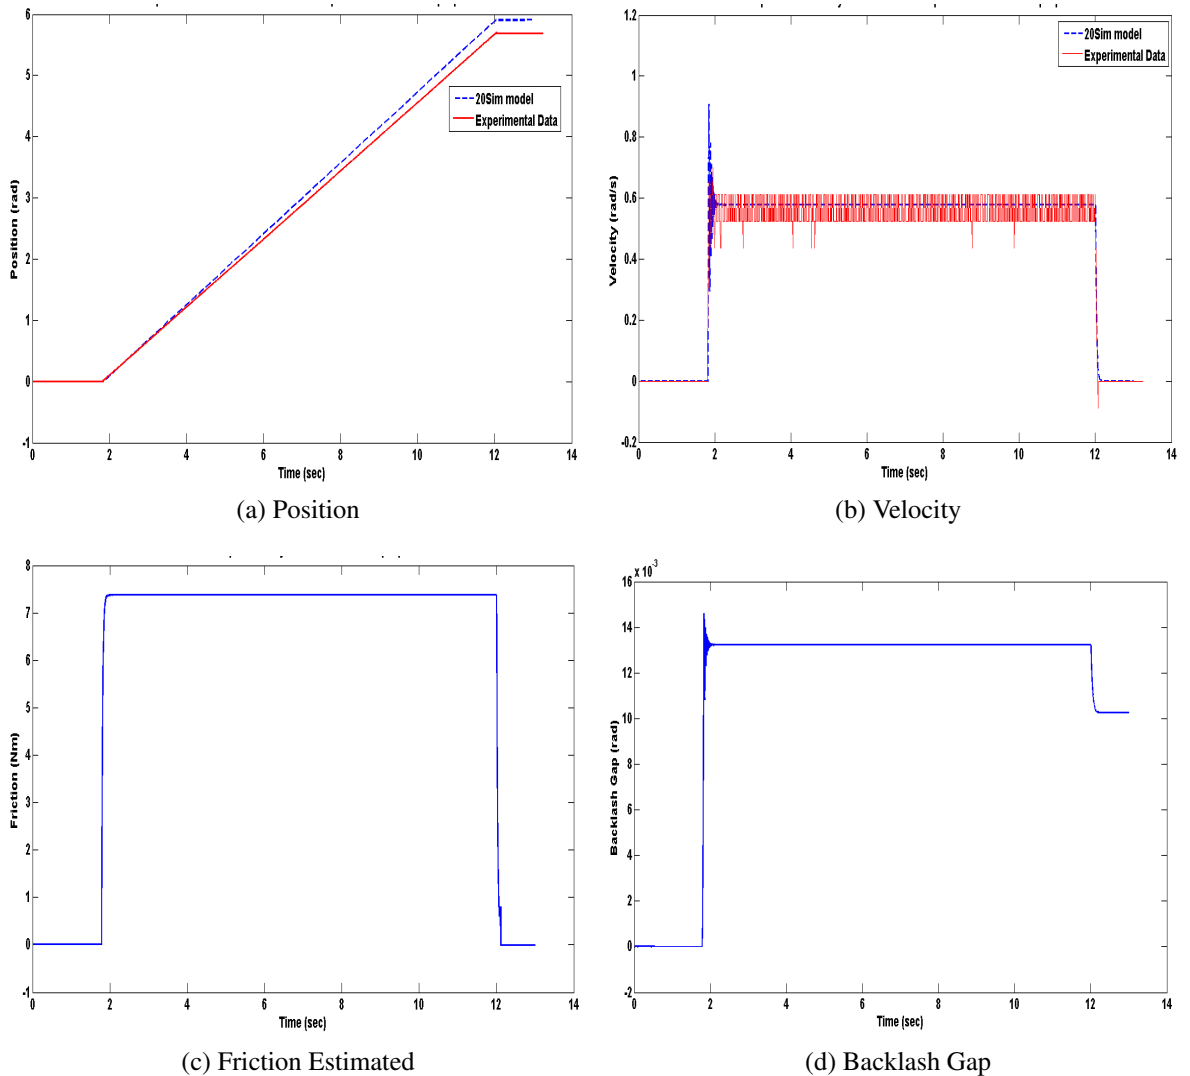 6
5
4
3
2
1
0
-1
0 2 4 6 8 10 12 14
Position (rad)
Time (sec)
20Sim model
Experimental Data
(a) Position
1.2
1
0.8
0.6
0.4
0.2
0
-0.2
0 2 4 6 8 10 12 14
Velocity (rad/s)
Time (sec)
20Sim model
Experimental Data
(b) Velocity
8
7
6
5
4
3
2
1
0
-1
0 2 4 6 8 10 12 14
Friction (Nm)
Time (sec)
(c) Friction Estimated
x 10⁻³
16
14
12
10
8
6
4
2
0
-2
0 2 4 6 8 10 12 14
Backlash Gap (rad)
Time (sec)
(d) Backlash Gap